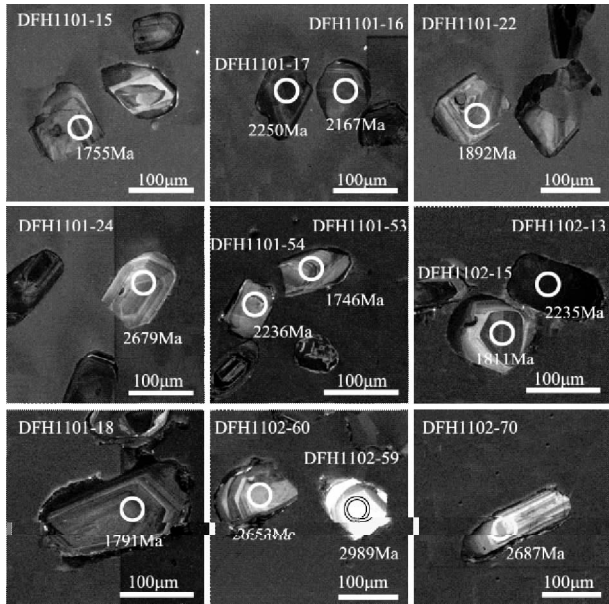 DFH1101-15
1755Ma
100μm
DFH1101-16
DFH1101-17
2250Ma
2167Ma
100μm
DFH1101-22
1892Ma
100μm
DFH1101-24
2679Ma
100μm
DFH1101-53
DFH1101-54
1746Ma
2236Ma
100μm
DFH1102-13
DFH1102-15
2235Ma
1811Ma
100μm
DFH1101-18
1791Ma
100μm
DFH1102-60
DFH1102-59
2989Ma
100μm
DFH1102-70
2687Ma
100μm